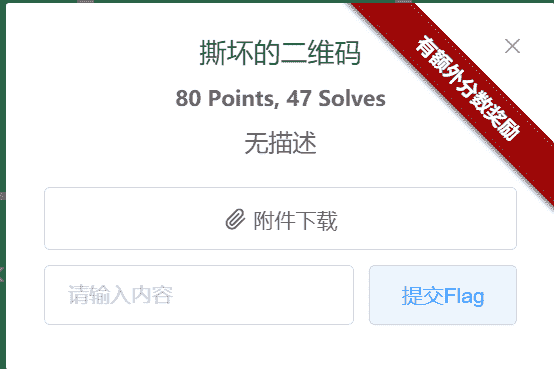 撕坏的二维码
有额外分数奖励
80 Points, 47 Solves
无描述
附件下载
请输入内容
提交Flag